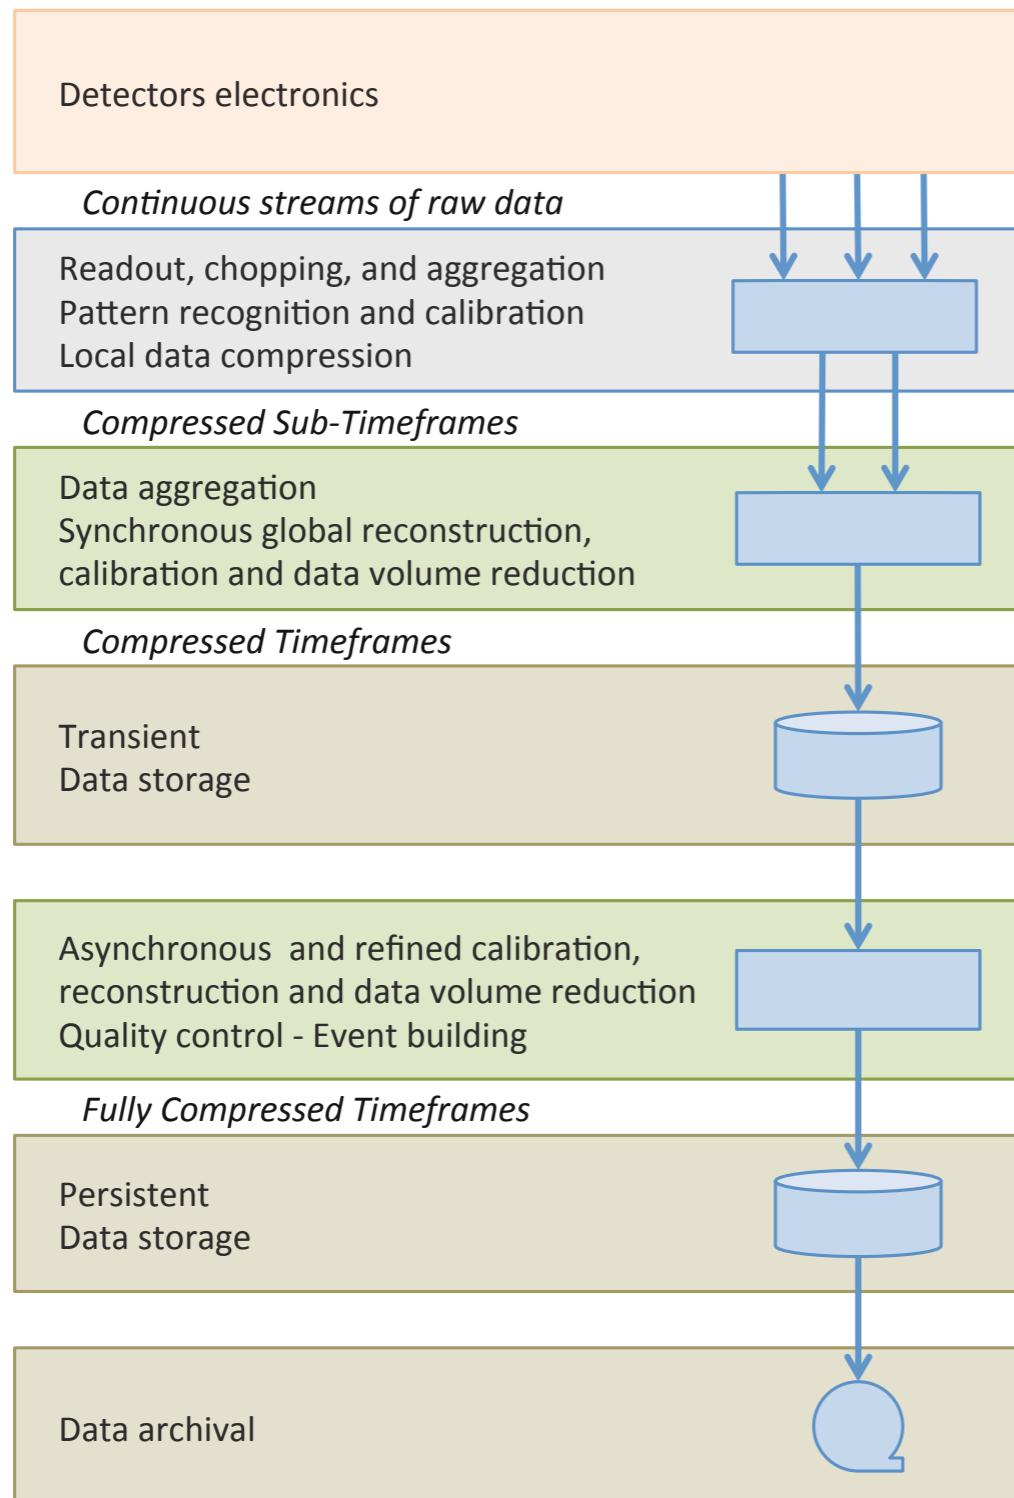 Detectors electronics
Continuous streams of raw data
Readout, chopping, and aggregation
Pattern recognition and calibration
Local data compression
Compressed Sub-Timeframes
Data aggregation
Synchronous global reconstruction,
calibration and data volume reduction
Compressed Timeframes
Transient
Data storage
Asynchronous  and refined calibration,
reconstruction and data volume reduction
Quality control - Event building
Fully Compressed Timeframes
Persistent
Data storage
Data archival